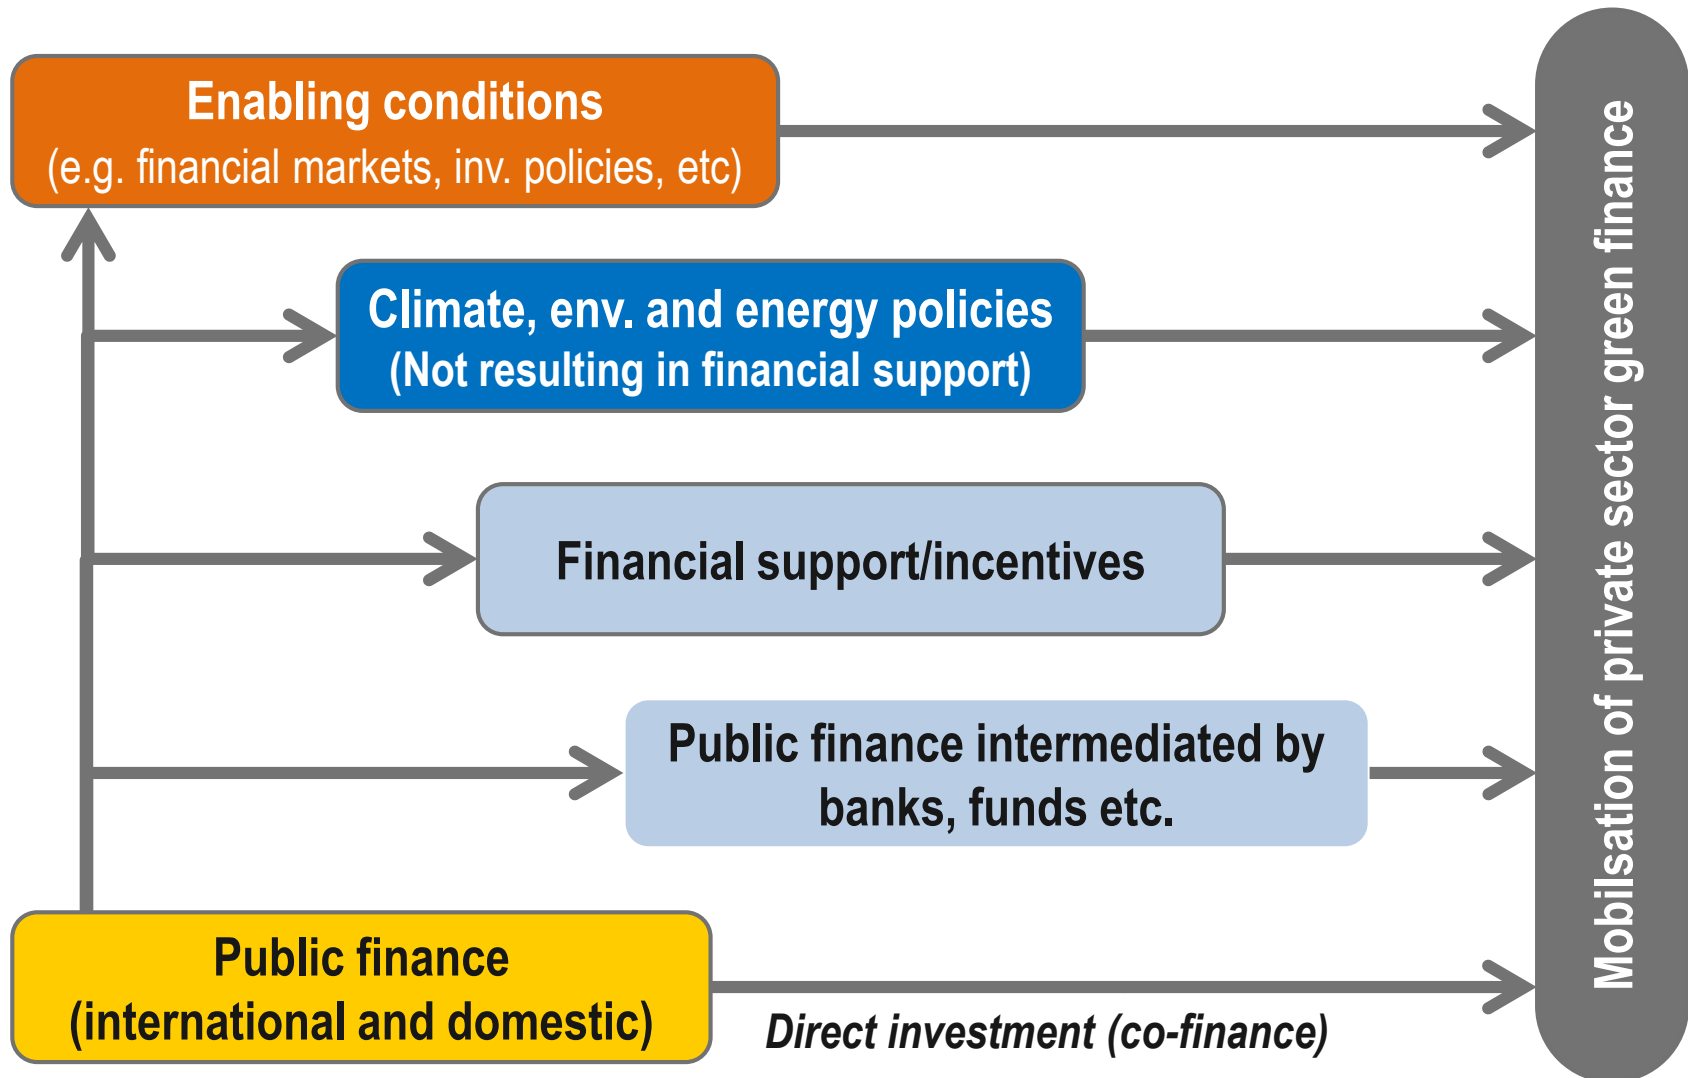 Enabling conditions
(e.g. financial markets, inv. policies, etc)
Climate, env. and energy policies
(Not resulting in financial support)
Financial support/incentives
Public finance intermediated by
banks, funds etc.
Public finance
(international and domestic)
Direct investment (co-finance)
Mobilsation of private sector green finance